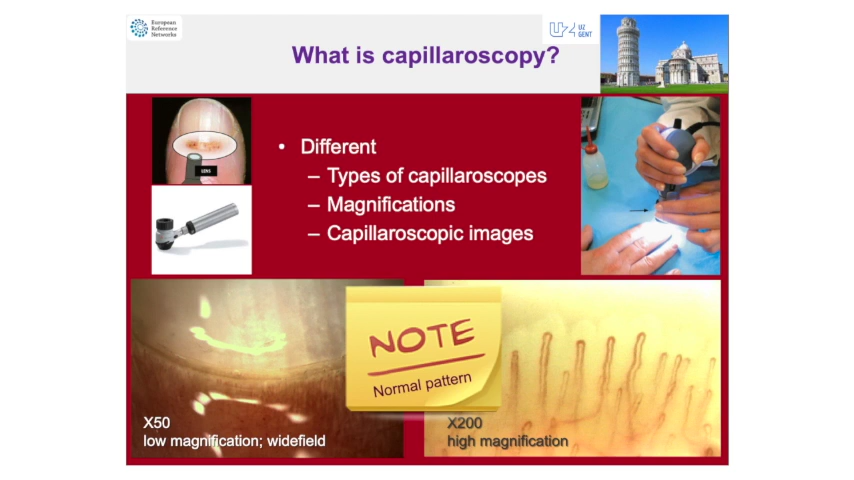 European
Reference
Networks
UZ
GENT
What is capillaroscopy?
LENS
• Different
– Types of capillaroscopes
– Magnifications
– Capillaroscopic images
NOTE
Normal pattern
X50
low magnification; widefield
X200
high magnification